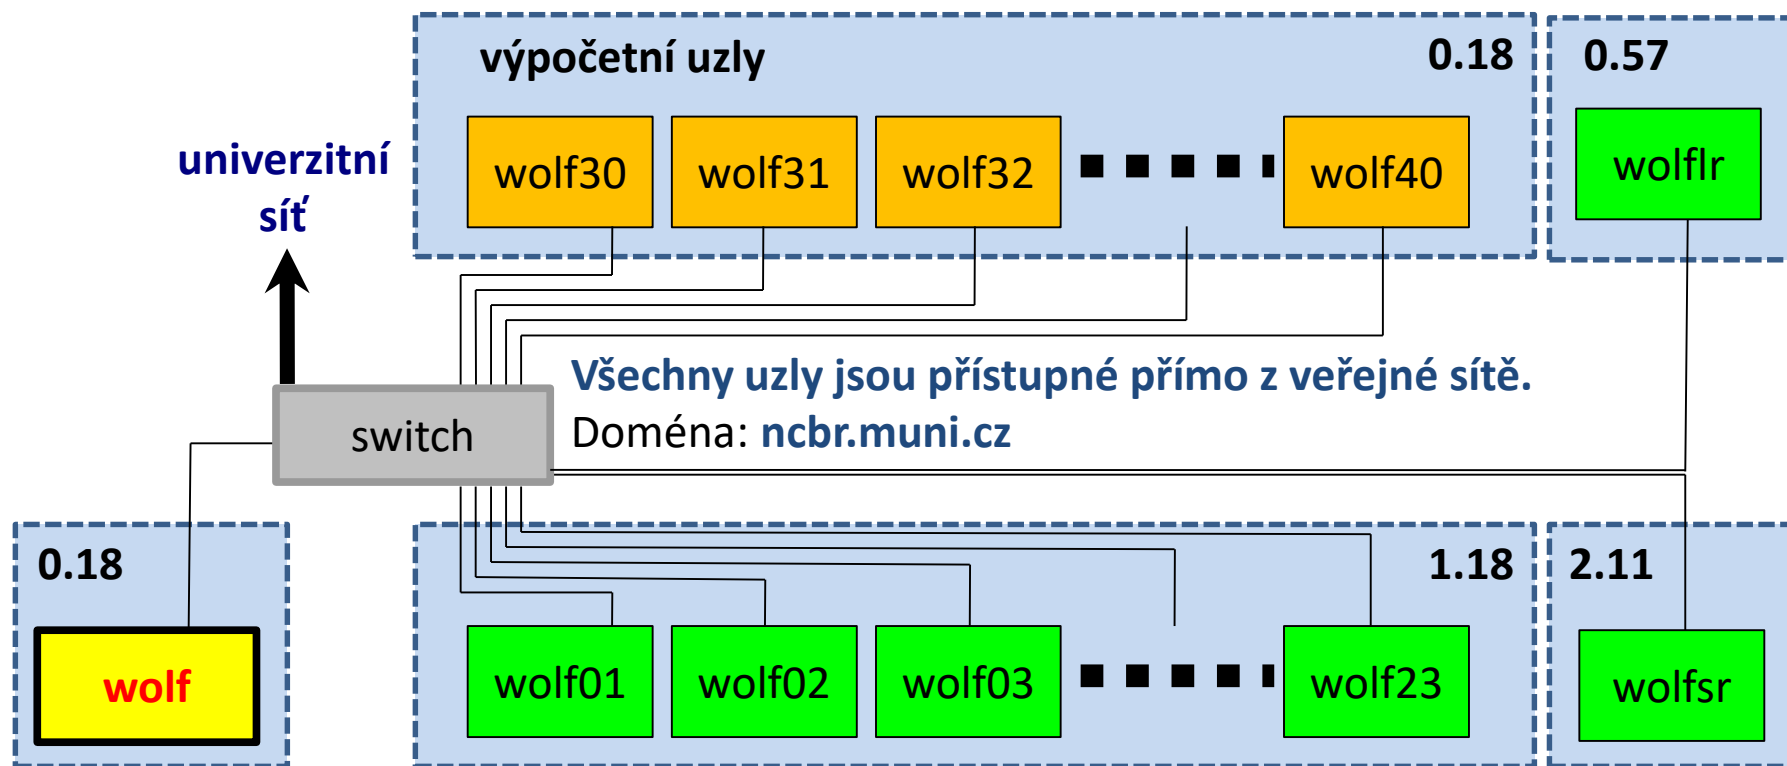 výpočetní uzly
0.18
0.57
univerzitní
síť
wolf30
wolf31
wolf32
wolf40
wolflr
Všechny uzly jsou přístupné přímo z veřejné sítě.
switch
Doména: ncbr.muni.cz
0.18
1.18
2.11
wolf
wolf01
wolf02
wolf03
wolf23
wolfsr